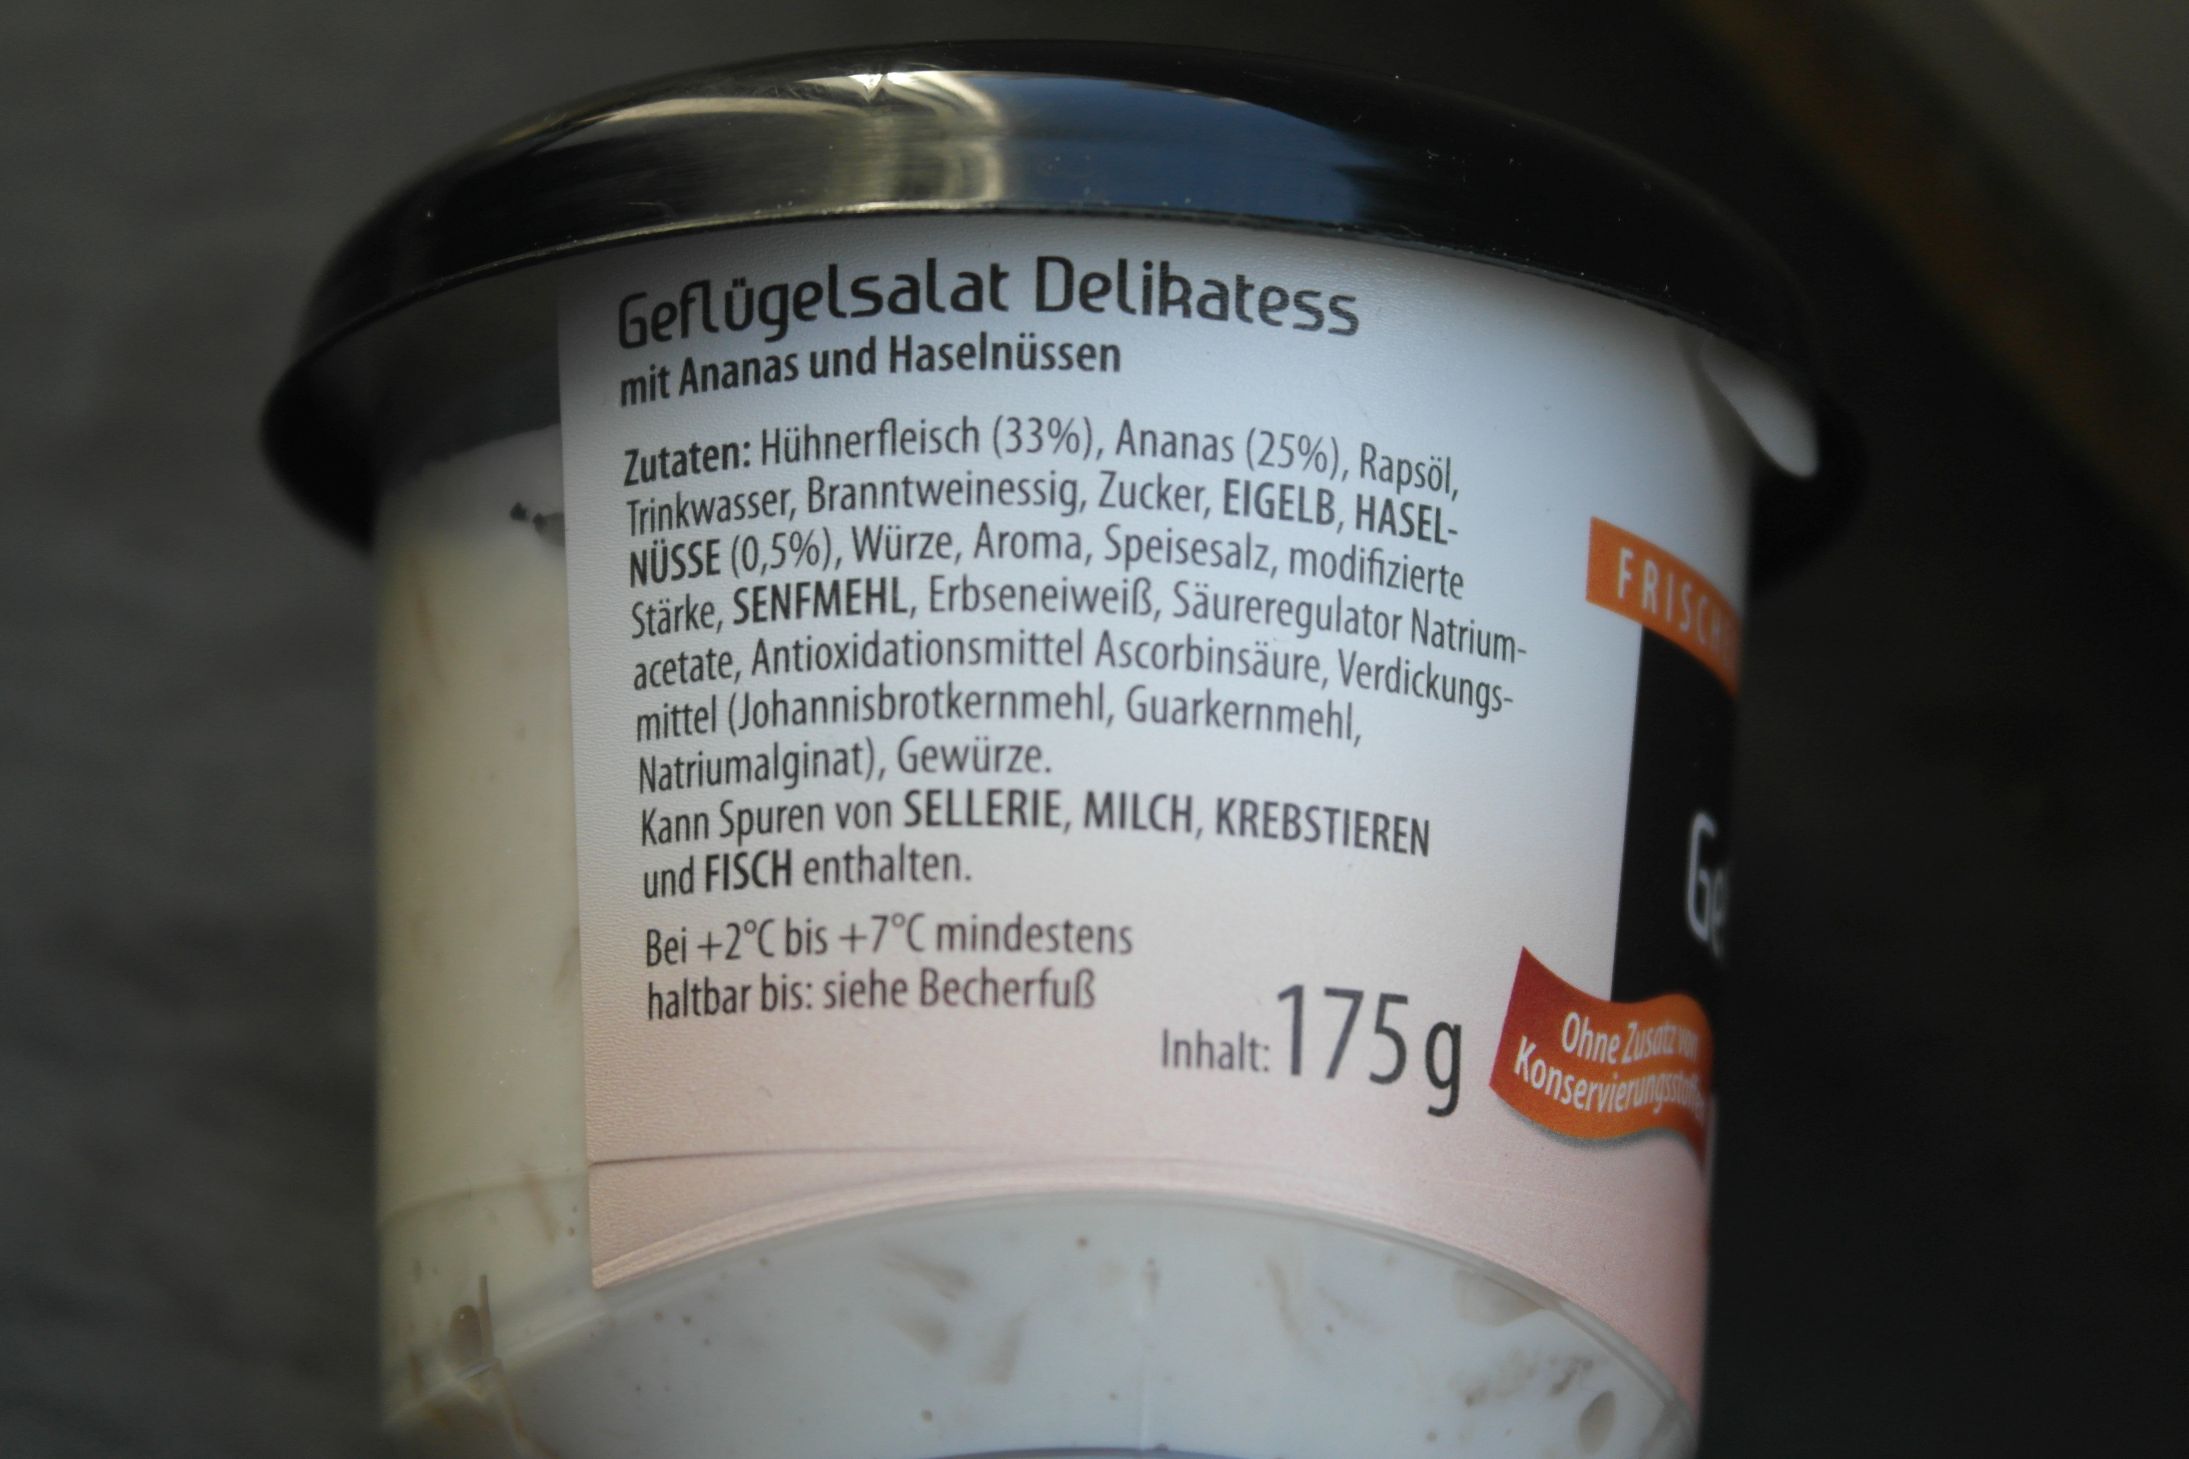 Geflügelsalat Delikatess
mit Ananas und Haselnüssen
Zutaten: Hühnerfleisch (33%), Ananas (25%), Rapsöl,
Trinkwasser, Branntweinessig, Zucker, EIGELB, HASEL-
NÜSSE (0,5%), Würze, Aroma, Speisesalz, modifizierte
Stärke, SENFMEHL, Erbseneiweiß, Säureregulator Natrium-
acetate, Antioxidationsmittel Ascorbinsäure, Verdickungs-
mittel (Johannisbrotkernmehl, Guarkernmehl,
Natriumalginat), Gewürze.
Kann Spuren von SELLERIE, MILCH, KREBSTIEREN
und FISCH enthalten.
Bei +2°C bis +7°C mindestens
haltbar bis: siehe Becherfuß
Inhalt: 175 g
Ohne Zusatz von
Konservierungsstoffen